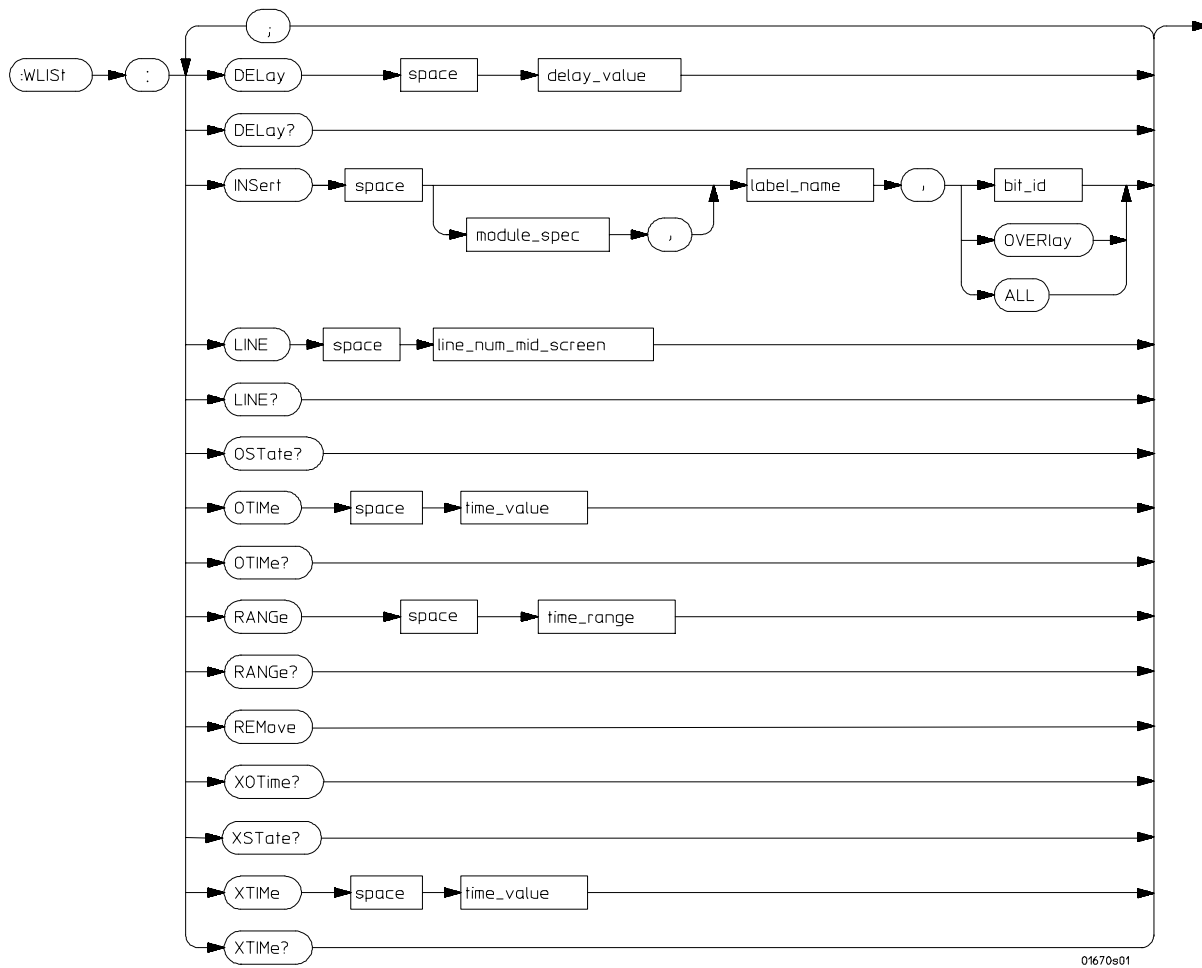 ;
:WLISt : DELay space delay_value
DELay?
INSert space label_name , bit_id
module_spec , OVERlay
ALL
LINE space line_num_mid_screen
LINE?
OSTate?
OTIMe space time_value
OTIMe?
RANGe space time_range
RANGe?
REMove
XOTime?
XSTate?
XTIMe space time_value
XTIMe?
01670s01